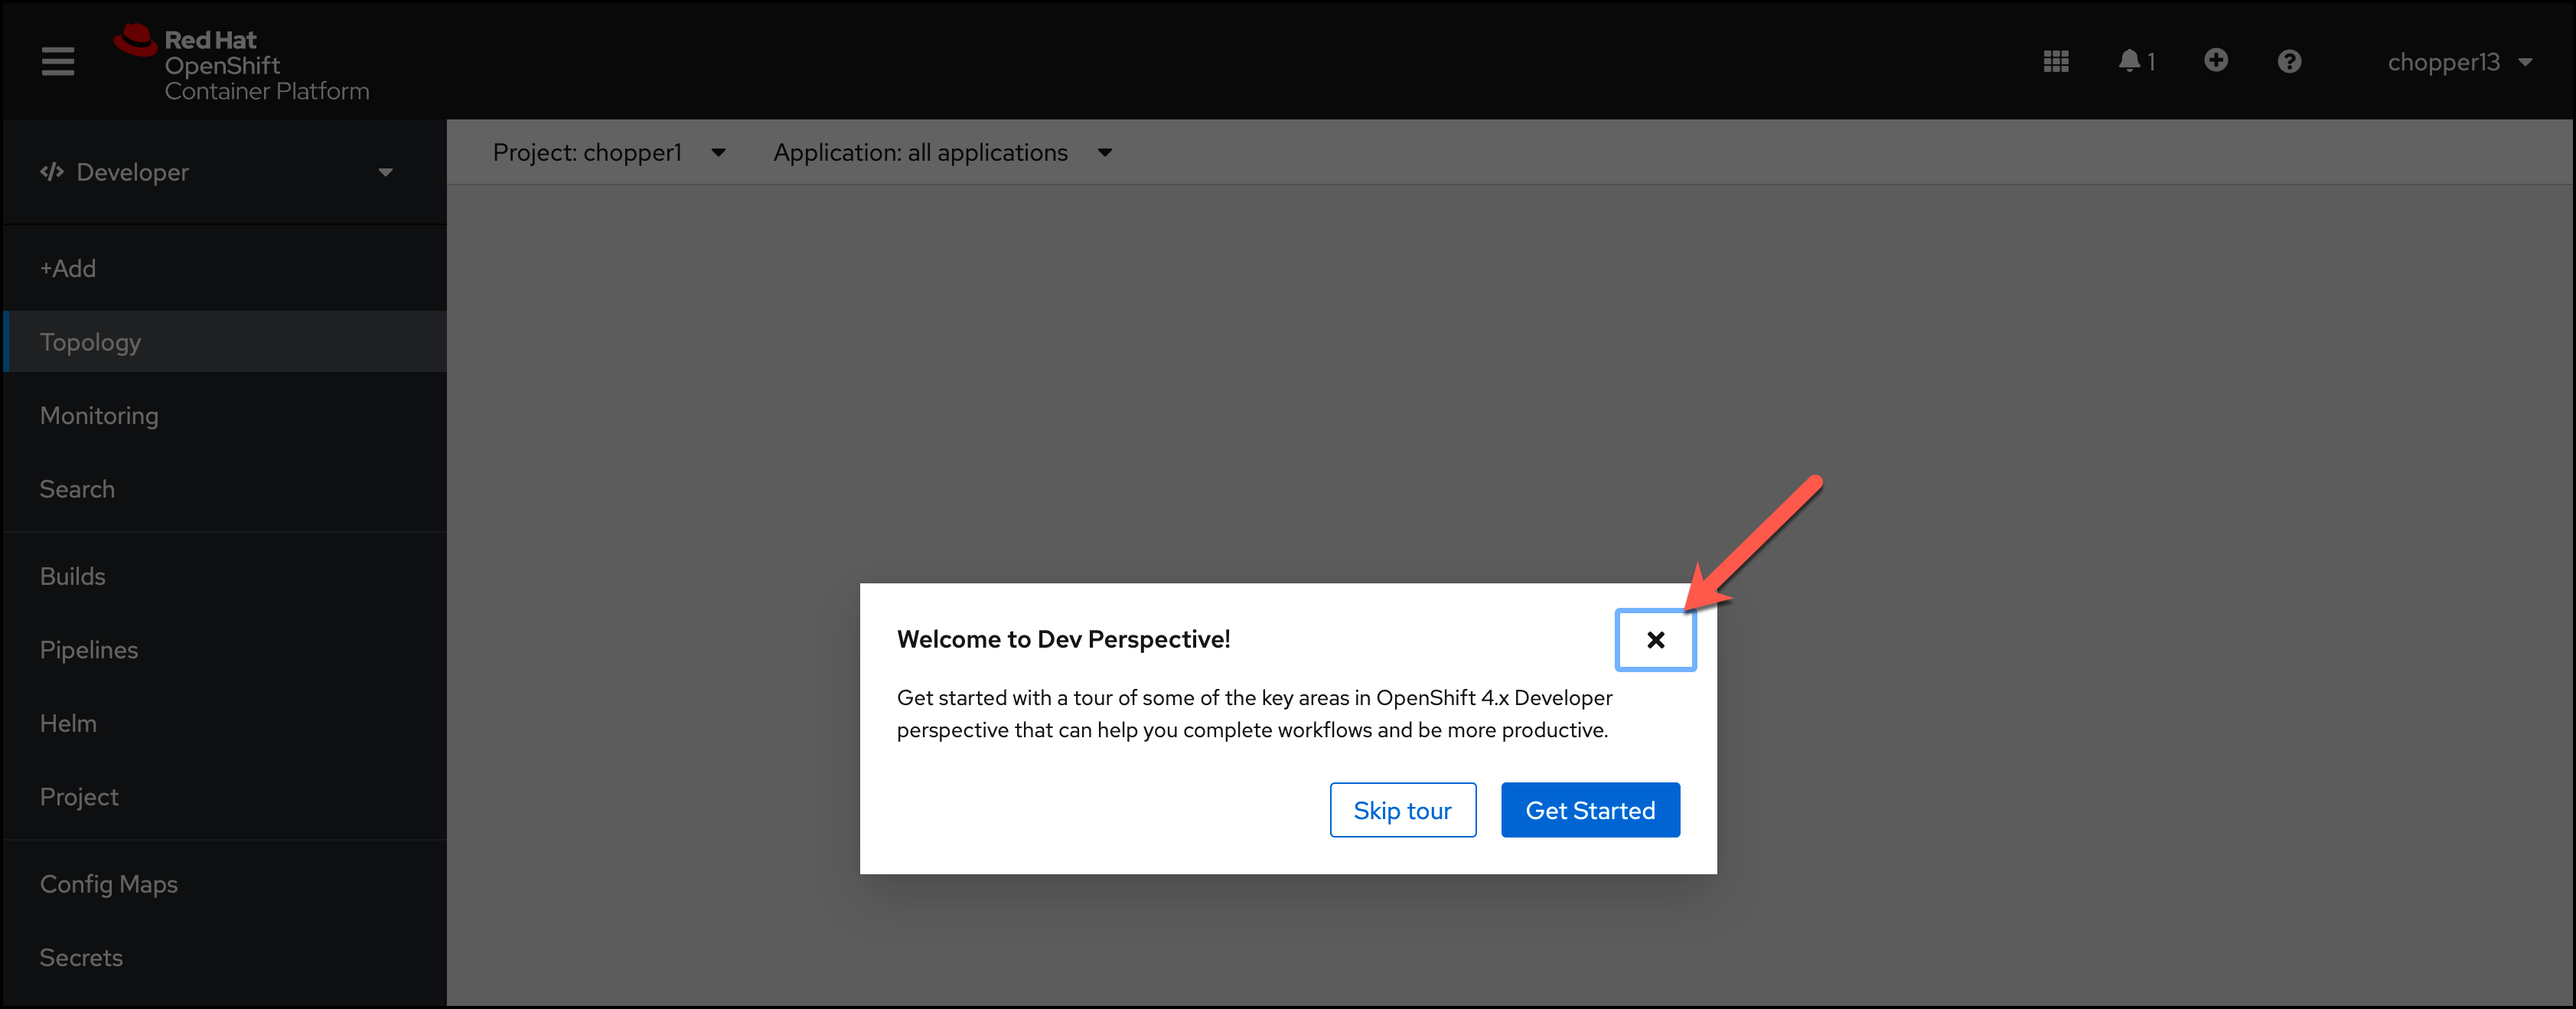 Red Hat
OpenShift
Container Platform
1
chopper13
Developer
Project: chopper1
Application: all applications
+Add
Topology
Monitoring
Search
Builds
Pipelines
Helm
Project
Config Maps
Secrets
Welcome to Dev Perspective!
Get started with a tour of some of the key areas in OpenShift 4.x Developer
perspective that can help you complete workflows and be more productive.
Skip tour
Get Started